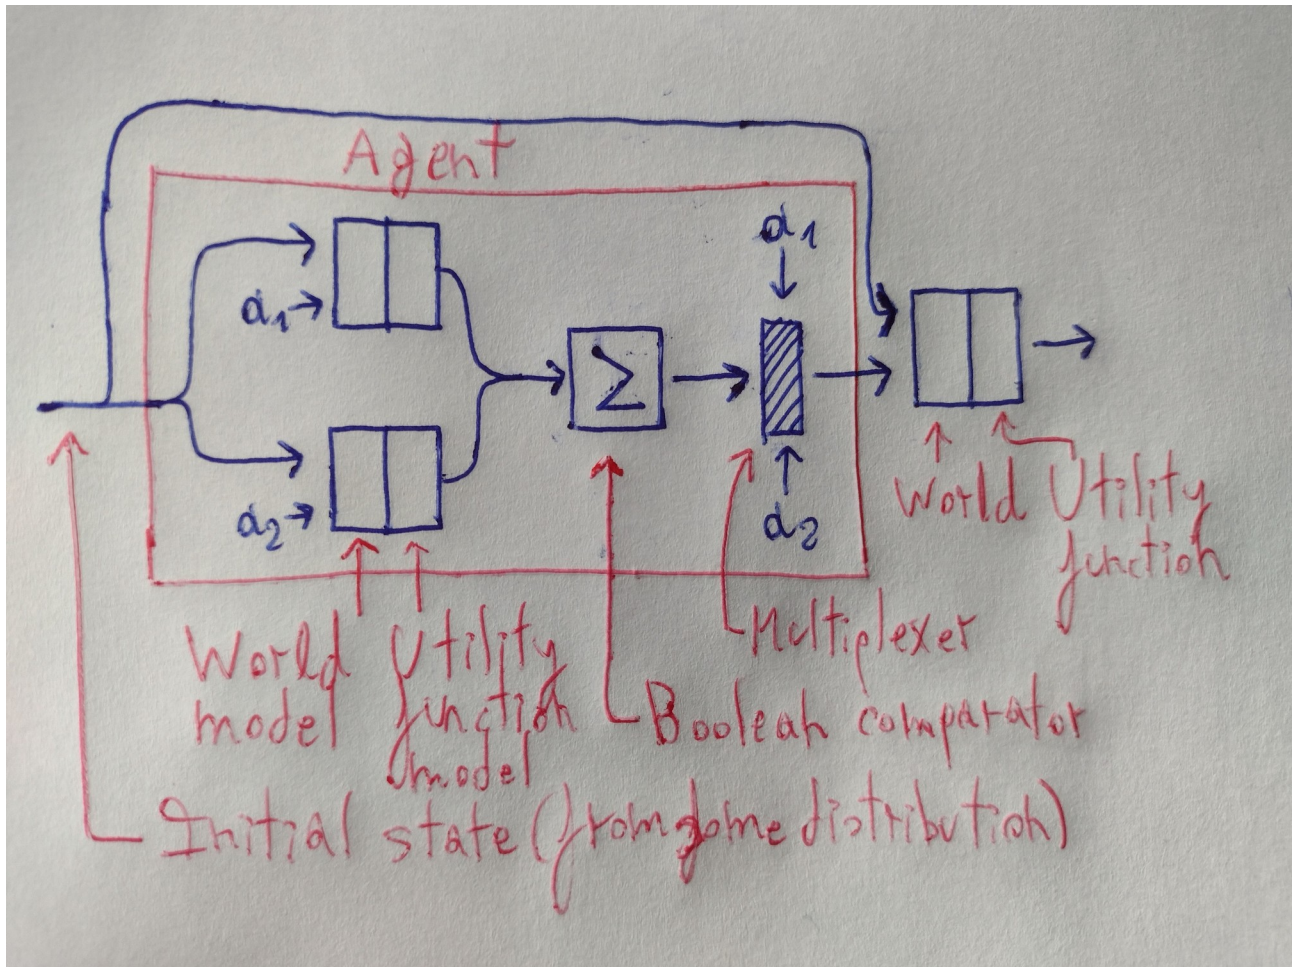 Agent
a1
a1
Σ
a2
a2
World
Utility
function
World
model
Utility
function
model
Multiplexer
Boolean comparator
Initial state (from some distribution)